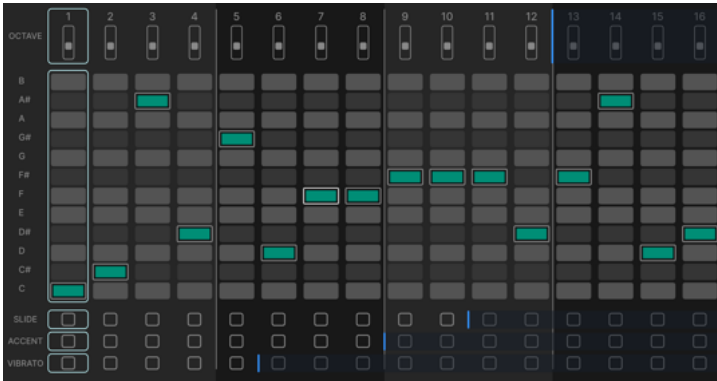 1 2 3 4 5 6 7 8 9 10 11 12 13 14 15 16
OCTAVE
B
A#
A
G#
G
F#
F
E
D#
D
C#
C
SLIDE
ACCENT
VIBRATO